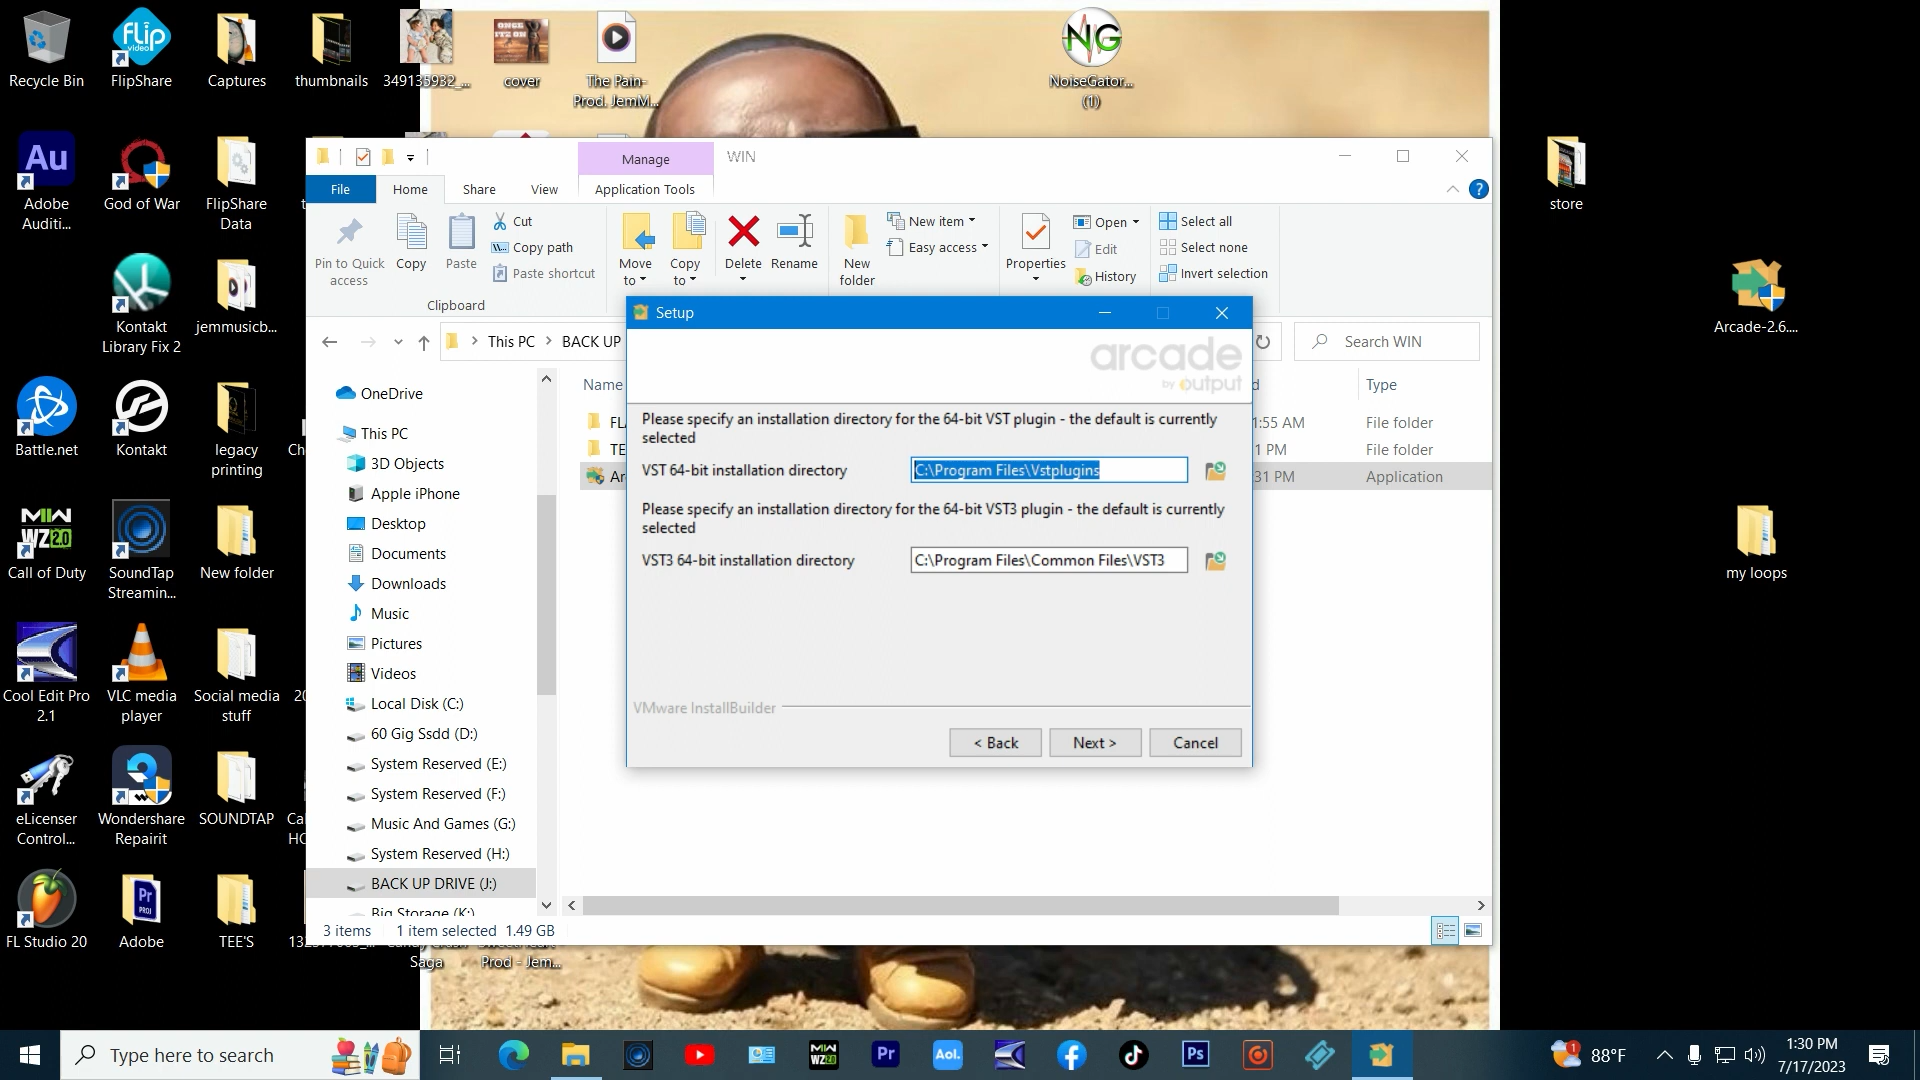 Recycle Bin
FlipShare
Captures
thumbnails
349135932_...
cover
The Pain-
Prod. JemM...
NoiseGator...
(1)
Adobe
Auditi...
God of War
FlipShare
Data
Kontakt
Library Fix 2
jemmusicb...
Battle.net
Kontakt
legacy
printing
Call of Duty
SoundTap
Streamin...
New folder
Cool Edit Pro
2.1
VLC media
player
Social media
stuff
eLicenser
Control...
Wondershare
Repairit
SOUNDTAP
FL Studio 20
Adobe
TEE'S
Saga
Prod - Jem...
store
Arcade-2.6....
my loops
Manage
WIN
File
Home
Share
View
Application Tools
Pin to Quick
access
Copy
Paste
Cut
Copy path
Paste shortcut
Clipboard
Move
to
Copy
to
Delete
Rename
New
folder
New item
Easy access
Properties
Open
Edit
History
Select all
Select none
Invert selection
This PC
BACK UP
Search WIN
OneDrive
This PC
3D Objects
Apple iPhone
Desktop
Documents
Downloads
Music
Pictures
Videos
Local Disk (C:)
60 Gig Ssdd (D:)
System Reserved (E:)
System Reserved (F:)
Music And Games (G:)
System Reserved (H:)
BACK UP DRIVE (J:)
Big Storage (K:)
Name
Type
1:55 AM
File folder
1 PM
File folder
31 PM
Application
3 items
1 item selected 1.49 GB
Setup
arcade
by output
Please specify an installation directory for the 64-bit VST plugin - the default is currently
selected
VST 64-bit installation directory
C:\Program Files\Vstplugins
Please specify an installation directory for the 64-bit VST3 plugin - the default is currently
selected
VST3 64-bit installation directory
C:\Program Files\Common Files\VST3
VMware InstallBuilder
< Back
Next >
Cancel
Type here to search
88°F
1:30 PM
7/17/2023